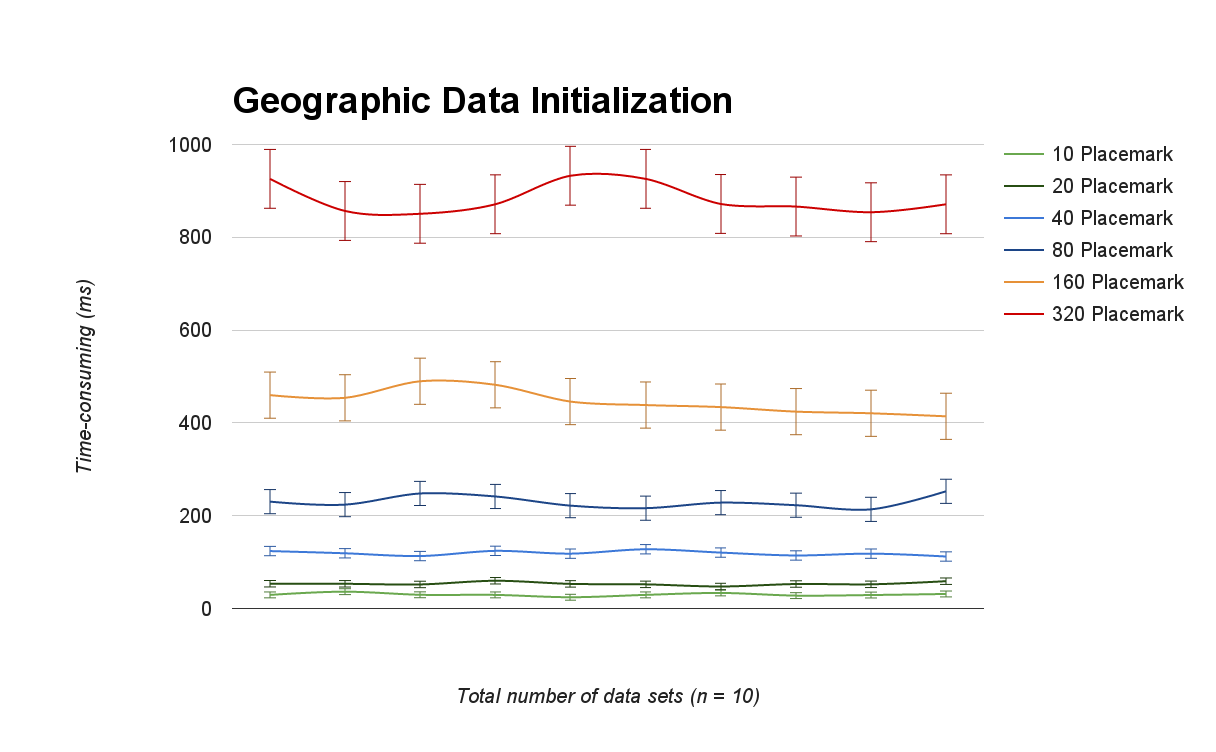 Geographic Data Initialization
1000
800
600
400
200
0
Time-consuming (ms)
Total number of data sets (n = 10)
10 Placemark
20 Placemark
40 Placemark
80 Placemark
160 Placemark
320 Placemark